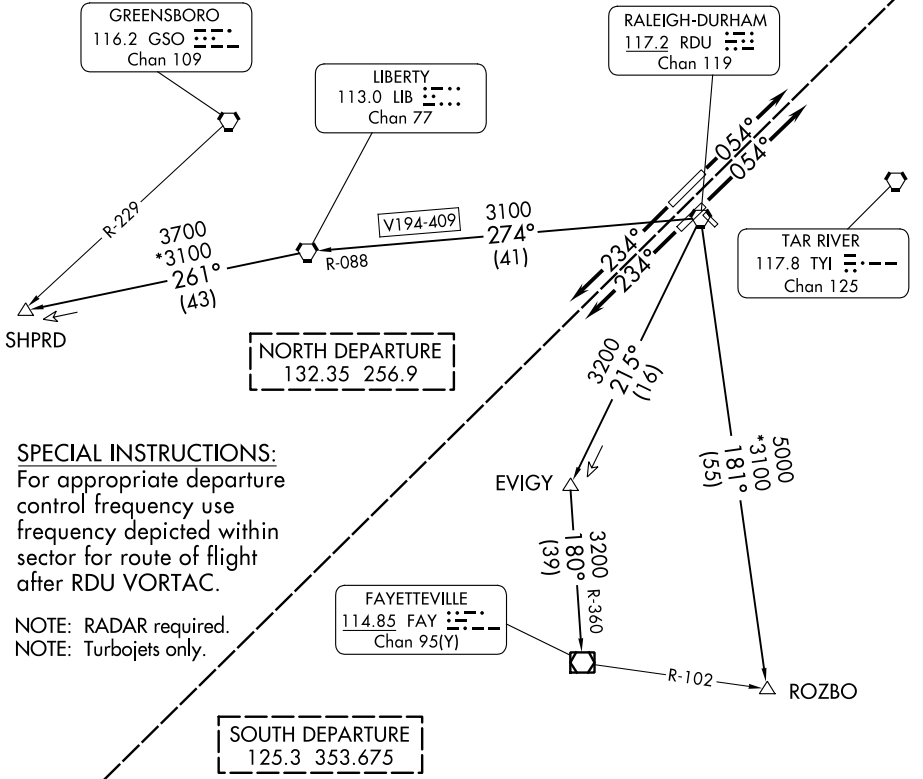 GREENSBORO
116.2 GSO
Chan 109
LIBERTY
113.0 LIB
Chan 77
RALEIGH-DURHAM
117.2 RDU
Chan 119
054°
054°
234°
234°
TAR RIVER
117.8 TYI
Chan 125
R-229
V194-409
3100
274°
(41)
R-088
3700
*3100
261°
(43)
SHPRD
NORTH DEPARTURE
132.35 256.9
3200
215°
(16)
5000
*3100
181°
(55)
EVIGY
3200
180°
(39)
R-360
SPECIAL INSTRUCTIONS:
For appropriate departure
control frequency use
frequency depicted within
sector for route of flight
after RDU VORTAC.
NOTE: RADAR required.
NOTE: Turbojets only.
FAYETTEVILLE
114.85 FAY
Chan 95(Y)
R-102
ROZBO
SOUTH DEPARTURE
125.3 353.675